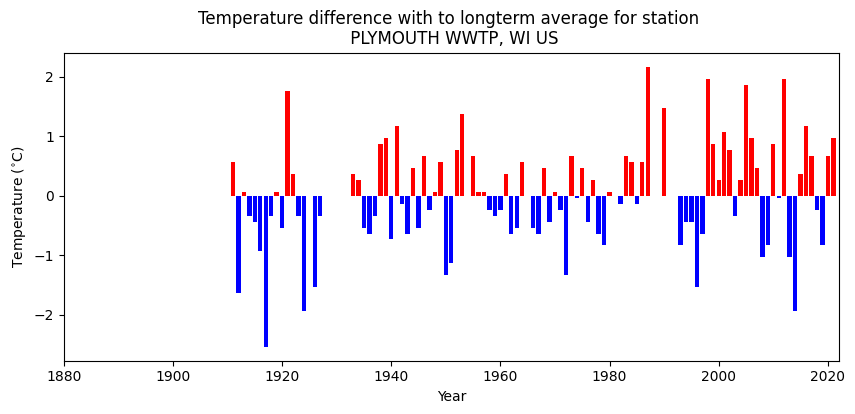 Temperature difference with to longterm average for station
PLYMOUTH WWTP, WI US
Temperature (°C)
2
1
0
−1
−2
1880 1900 1920 1940 1960 1980 2000 2020
Year